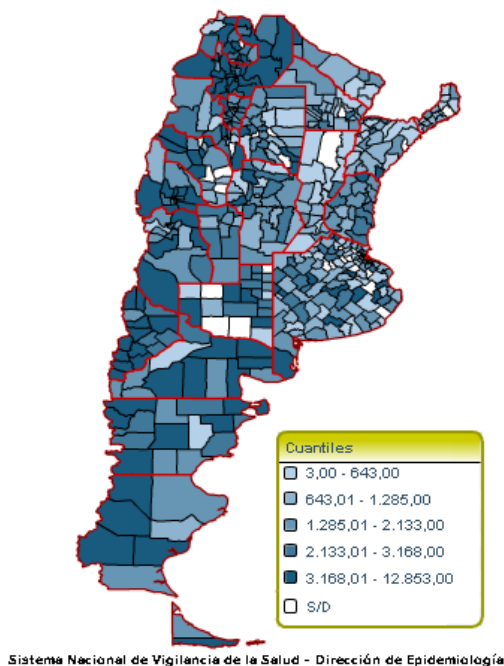 Cuantiles
3,00 - 643,00
643,01 - 1.285,00
1.285,01 - 2.133,00
2.133,01 - 3.168,00
3.168,01 - 12.853,00
S/D
Sistema Nacional de Vigilancia de la Salud - Dirección de Epidemiología